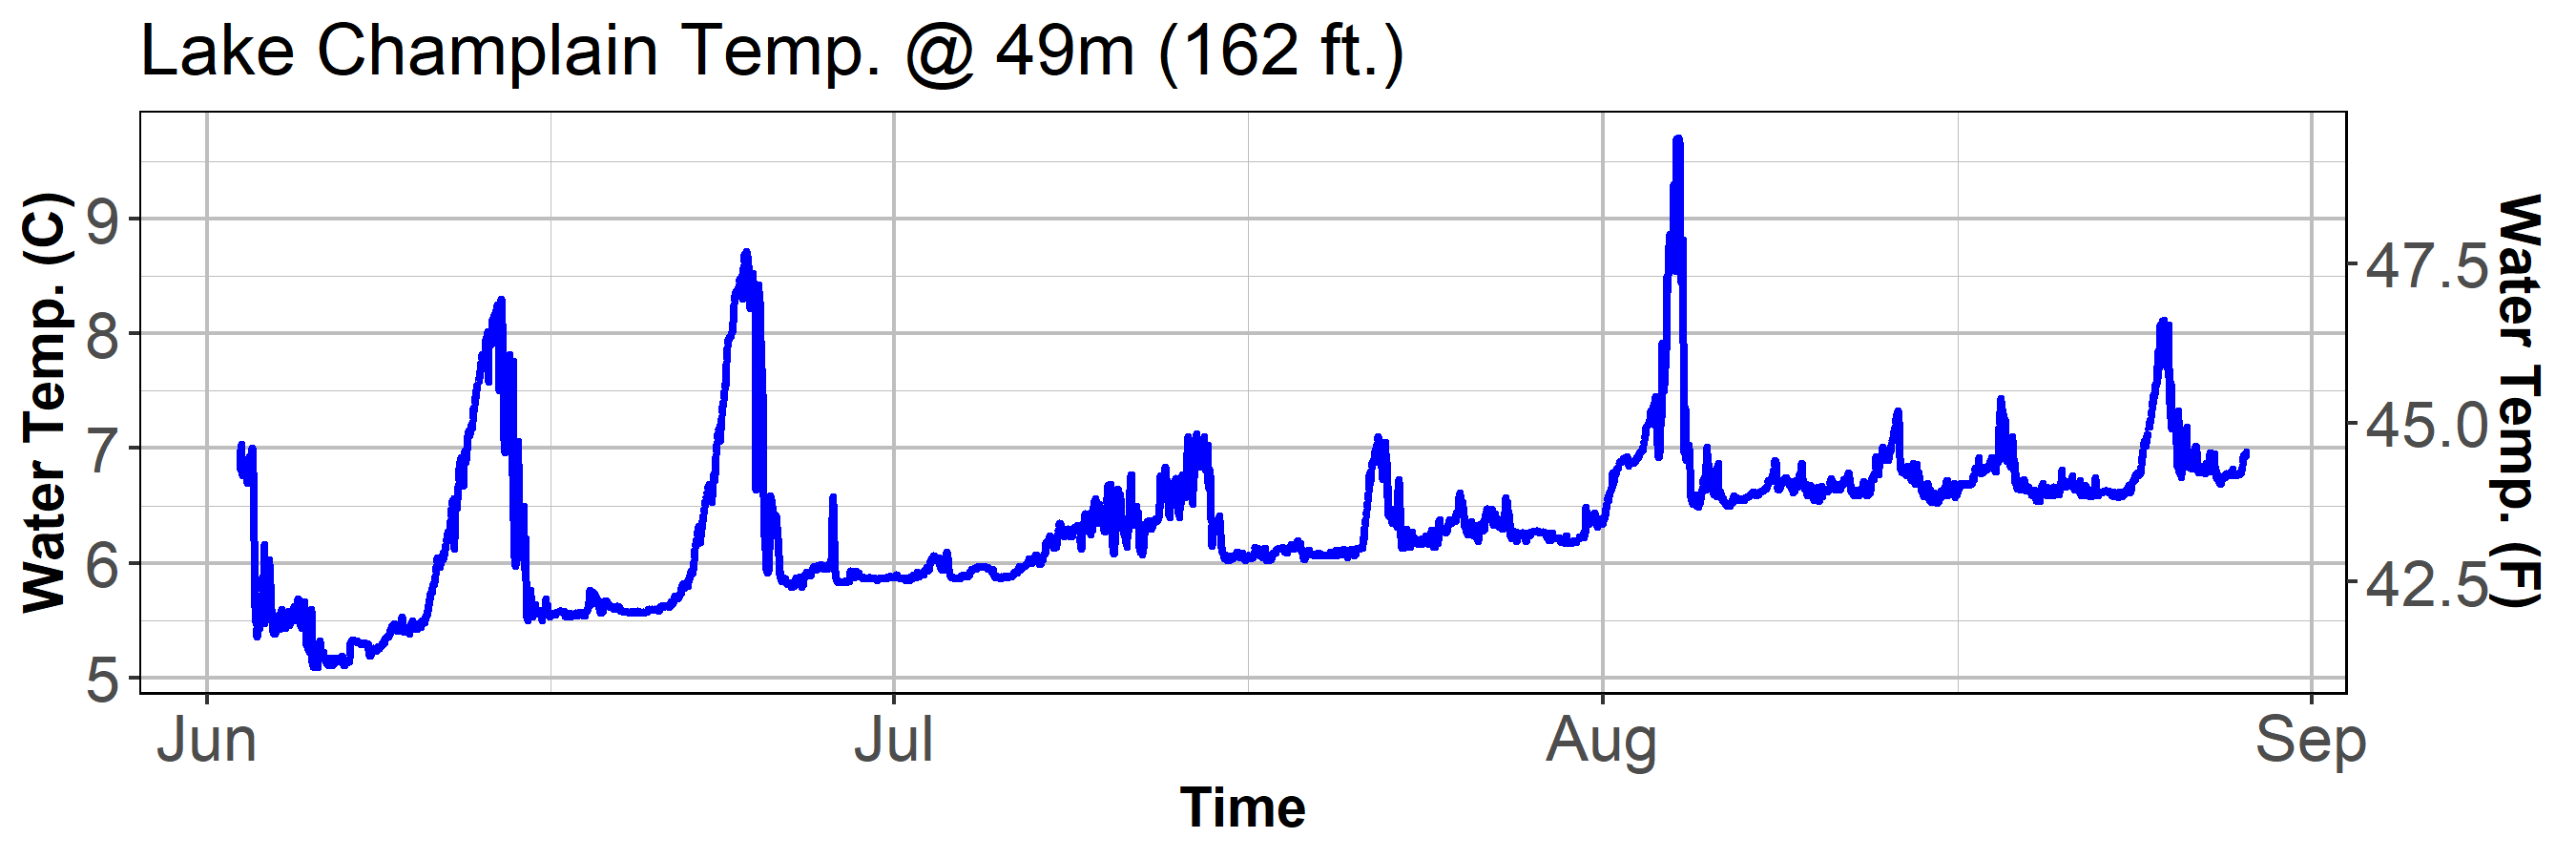 Lake Champlain Temp. @ 49m (162 ft.)
Water Temp. (C)
9
8
7
6
5
47.5
45.0
42.5
Water Temp. (F)
Jun Jul Aug Sep
Time